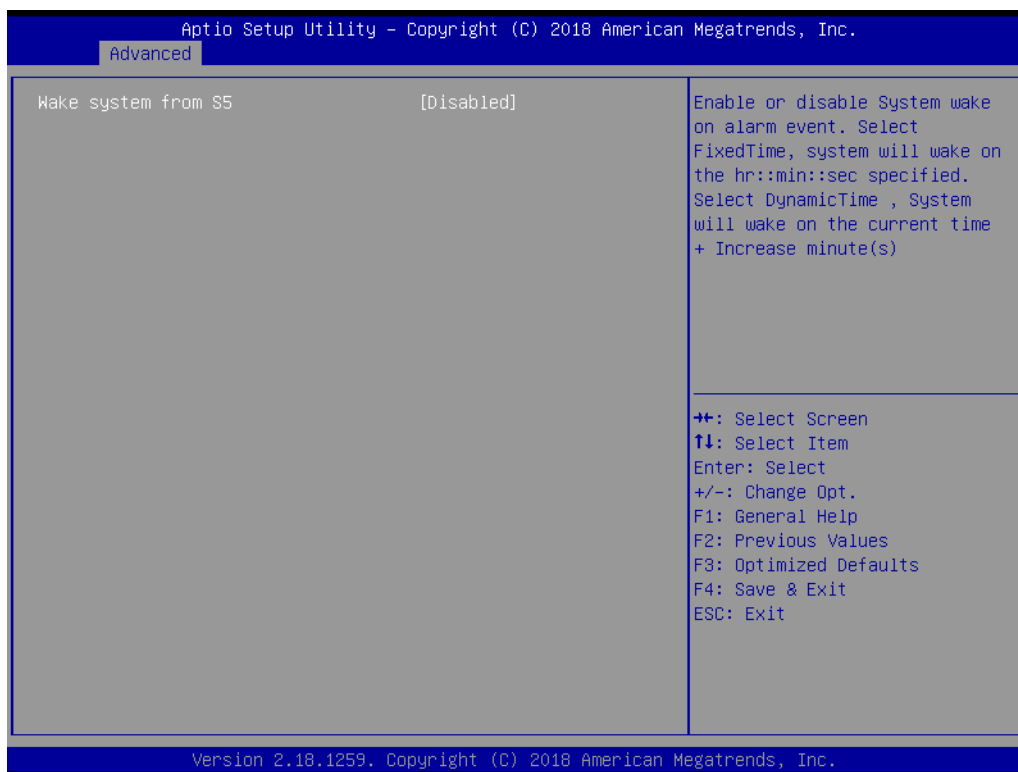 Aptio Setup Utility – Copyright (C) 2018 American Megatrends, Inc.
Advanced
Wake system from S5 [Disabled]
Enable or disable System wake
on alarm event. Select
FixedTime, system will wake on
the hr::min::sec specified.
Select DynamicTime , System
will wake on the current time
+ Increase minute(s)
→←: Select Screen
↑↓: Select Item
Enter: Select
+/-: Change Opt.
F1: General Help
F2: Previous Values
F3: Optimized Defaults
F4: Save & Exit
ESC: Exit
Version 2.18.1259. Copyright (C) 2018 American Megatrends, Inc.